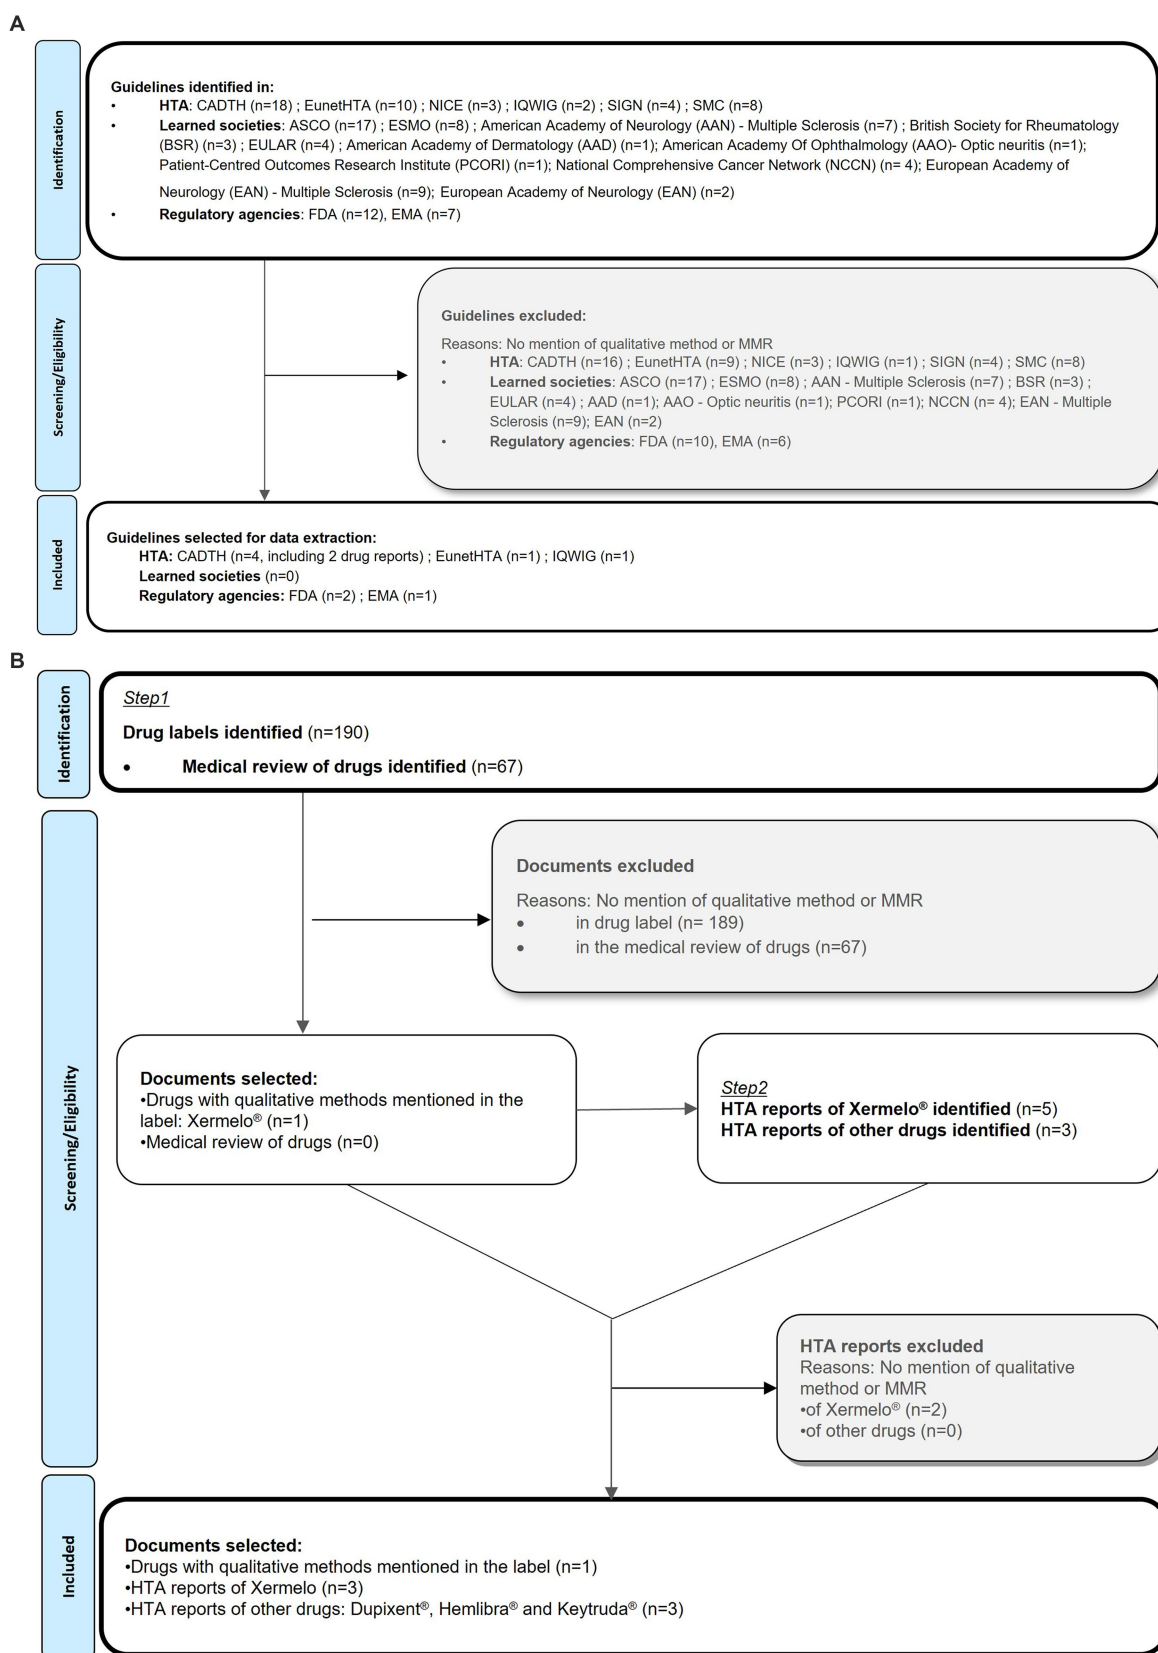 A
Identification
Guidelines identified in:
• HTA: CADTH (n=18) ; EunetHTA (n=10) ; NICE (n=3) ; IQWIG (n=2) ; SIGN (n=4) ; SMC (n=8)
• Learned societies: ASCO (n=17) ; ESMO (n=8) ; American Academy of Neurology (AAN) - Multiple Sclerosis (n=7) ; British Society for Rheumatology
(BSR) (n=3) ; EULAR (n=4) ; American Academy of Dermatology (AAD) (n=1); American Academy Of Ophthalmology (AAO)- Optic neuritis (n=1);
Patient-Centred Outcomes Research Institute (PCORI) (n=1); National Comprehensive Cancer Network (NCCN) (n= 4); European Academy of
Neurology (EAN) - Multiple Sclerosis (n=9); European Academy of Neurology (EAN) (n=2)
• Regulatory agencies: FDA (n=12), EMA (n=7)
Screening/Eligibility
Guidelines excluded:
Reasons: No mention of qualitative method or MMR
• HTA: CADTH (n=16) ; EunetHTA (n=9) ; NICE (n=3) ; IQWIG (n=1) ; SIGN (n=4) ; SMC (n=8)
• Learned societies: ASCO (n=17) ; ESMO (n=8) ; AAN - Multiple Sclerosis (n=7) ; BSR (n=3) ;
EULAR (n=4) ; AAD (n=1); AAO - Optic neuritis (n=1); PCORI (n=1); NCCN (n= 4); EAN - Multiple
Sclerosis (n=9); EAN (n=2)
• Regulatory agencies: FDA (n=10), EMA (n=6)
Included
Guidelines selected for data extraction:
HTA: CADTH (n=4, including 2 drug reports) ; EunetHTA (n=1) ; IQWIG (n=1)
Learned societies (n=0)
Regulatory agencies: FDA (n=2) ; EMA (n=1)
B
Identification
Step1
Drug labels identified (n=190)
• Medical review of drugs identified (n=67)
Screening/Eligibility
Documents excluded
Reasons: No mention of qualitative method or MMR
• in drug label (n= 189)
• in the medical review of drugs (n=67)
Documents selected:
•Drugs with qualitative methods mentioned in the
label: Xermelo® (n=1)
•Medical review of drugs (n=0)
Step2
HTA reports of Xermelo® identified (n=5)
HTA reports of other drugs identified (n=3)
HTA reports excluded
Reasons: No mention of qualitative
method or MMR
•of Xermelo® (n=2)
•of other drugs (n=0)
Included
Documents selected:
•Drugs with qualitative methods mentioned in the label (n=1)
•HTA reports of Xermelo (n=3)
•HTA reports of other drugs: Dupixent®, Hemlibra® and Keytruda® (n=3)